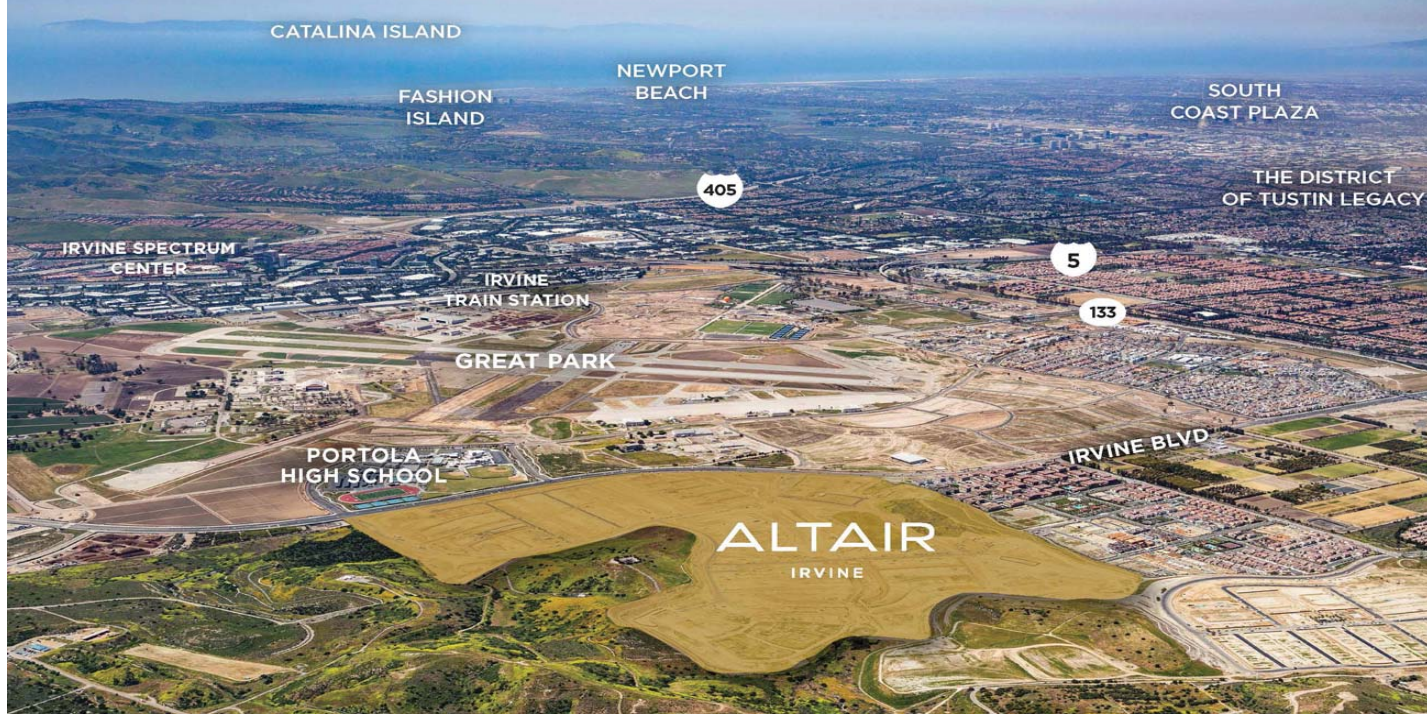 CATALINA ISLAND
NEWPORT
BEACH
FASHION
ISLAND
SOUTH
COAST PLAZA
405
THE DISTRICT
OF TUSTIN LEGACY
IRVINE SPECTRUM
CENTER
5
IRVINE
TRAIN STATION
133
GREAT PARK
IRVINE BLVD
PORTOLA
HIGH SCHOOL
ALTAIR
IRVINE